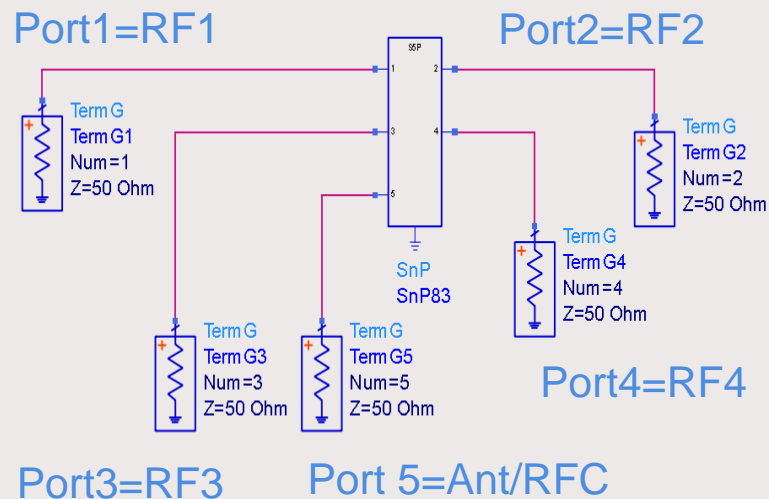 Port1=RF1
Port2=RF2
S5P
1
2
3
4
5
Term G
Term G1
Num=1
Z=50 Ohm
Term G
Term G2
Num=2
Z=50 Ohm
SnP
SnP83
Term G
Term G4
Num=4
Z=50 Ohm
Term G
Term G3
Num=3
Z=50 Ohm
Term G
Term G5
Num=5
Z=50 Ohm
Port4=RF4
Port3=RF3
Port 5=Ant/RFC